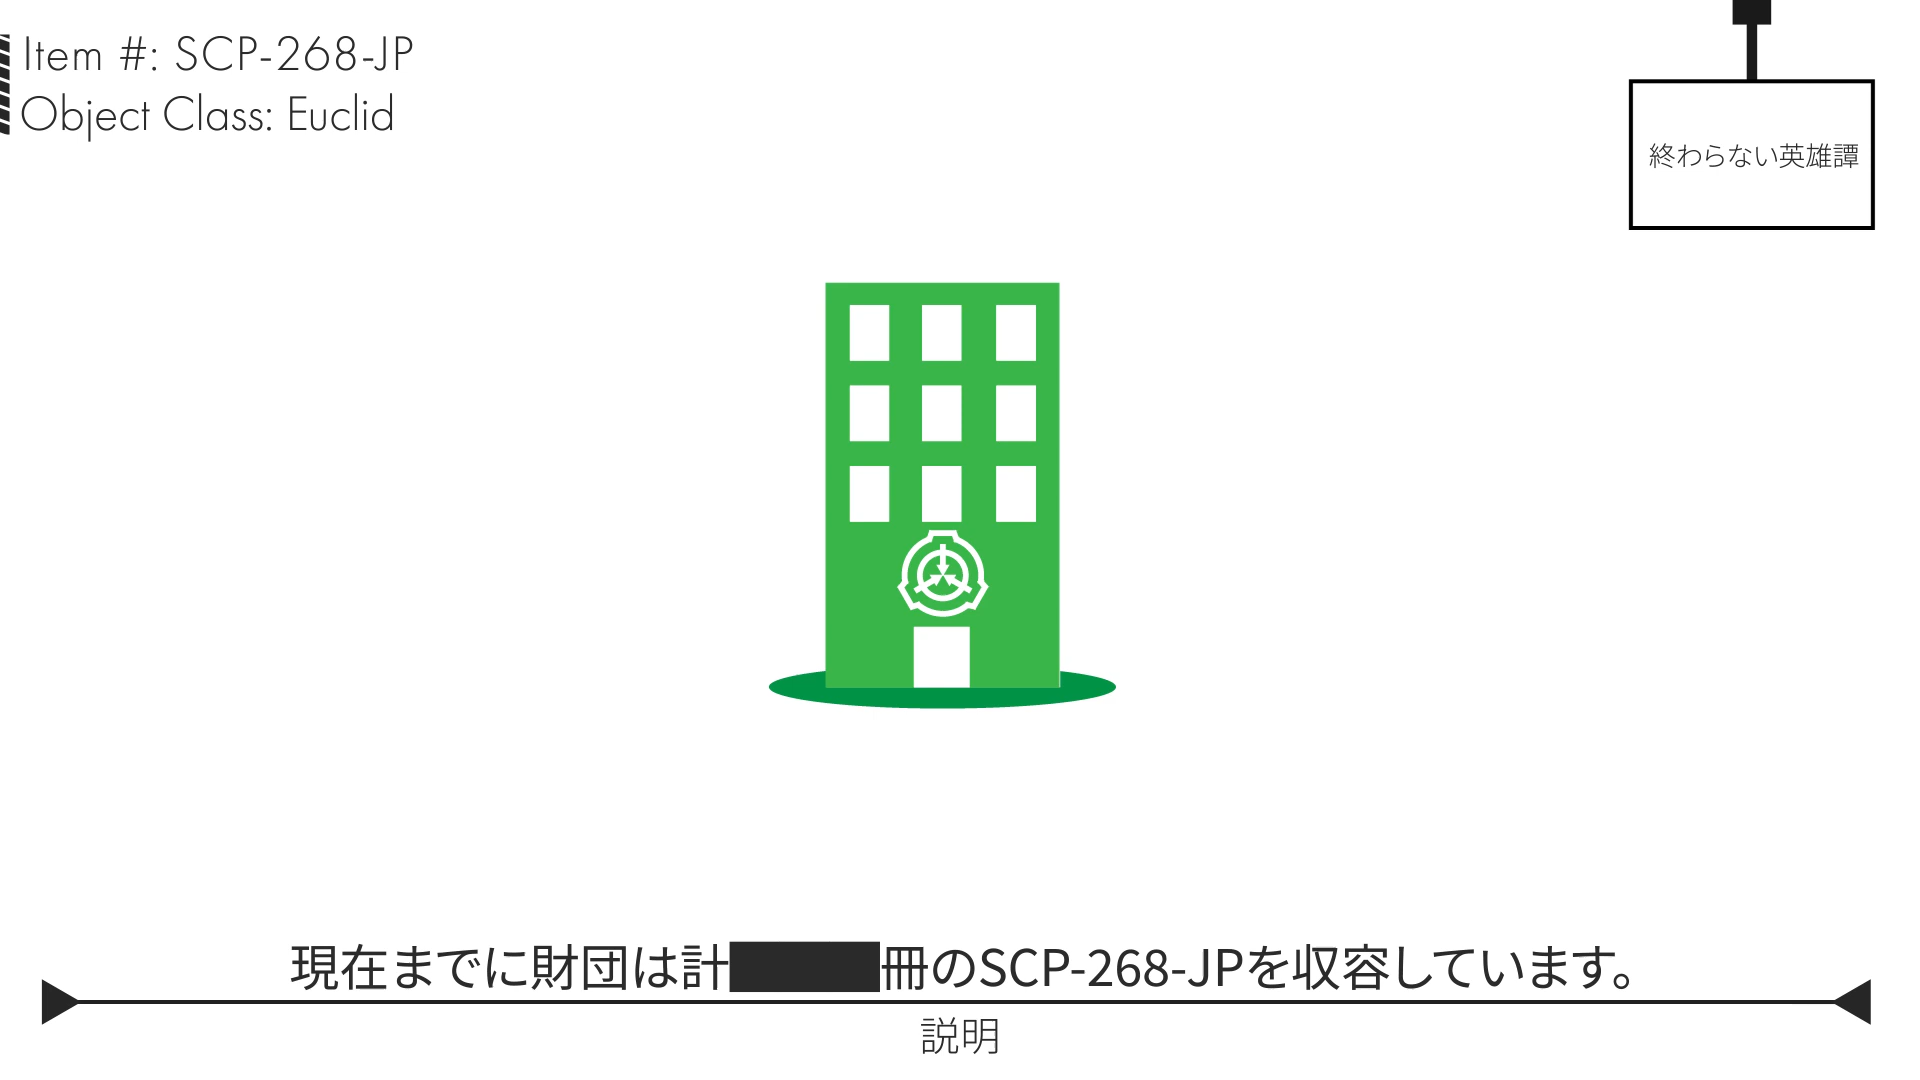 Item #: SCP-268-JP
Object Class: Euclid
終わらない英雄譚
現在までに財団は計███冊のSCP-268-JPを収容しています。
説明